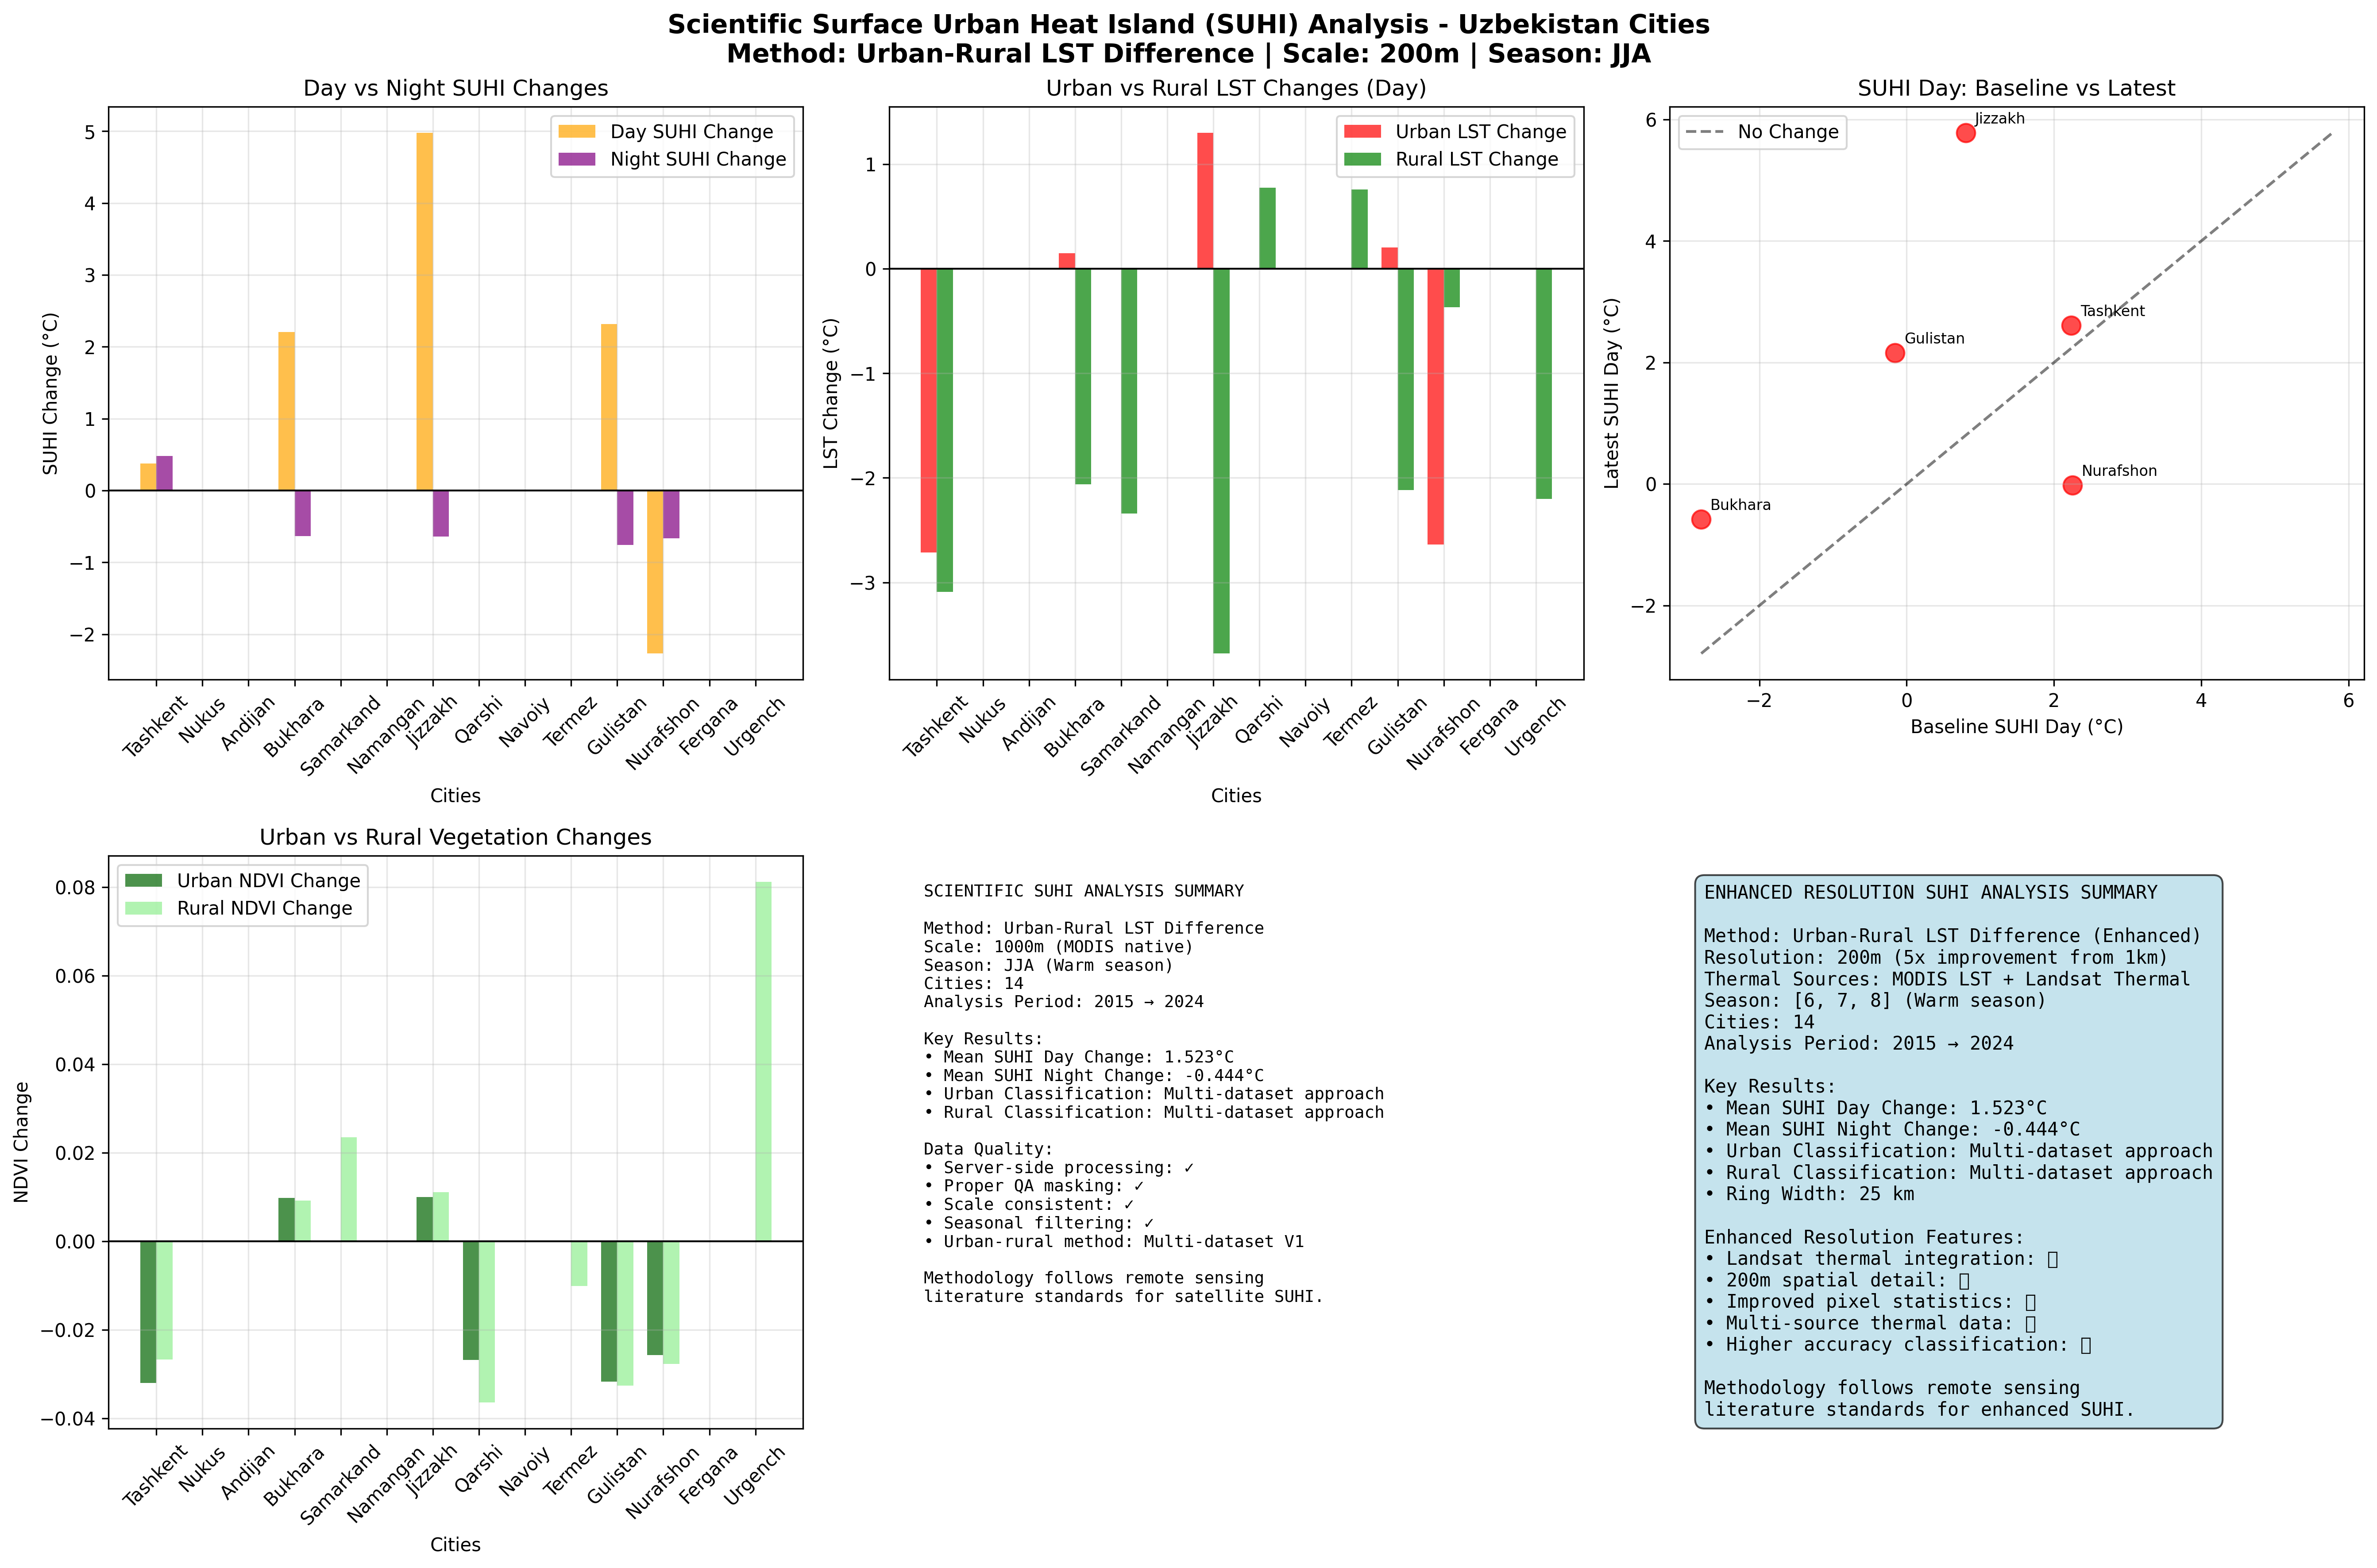 Scientific Surface Urban Heat Island (SUHI) Analysis - Uzbekistan Cities
Method: Urban-Rural LST Difference | Scale: 200m | Season: JJA
Day vs Night SUHI Changes
Day SUHI Change
Night SUHI Change
SUHI Change (°C)
5
4
3
2
1
0
−1
−2
Tashkent
Nukus
Andijan
Bukhara
Samarkand
Namangan
Jizzakh
Qarshi
Navoiy
Termez
Gulistan
Nurafshon
Fergana
Urgench
Cities
Urban vs Rural LST Changes (Day)
Urban LST Change
Rural LST Change
LST Change (°C)
1
0
−1
−2
−3
Tashkent
Nukus
Andijan
Bukhara
Samarkand
Namangan
Jizzakh
Qarshi
Navoiy
Termez
Gulistan
Nurafshon
Fergana
Urgench
Cities
SUHI Day: Baseline vs Latest
No Change
Latest SUHI Day (°C)
6
4
2
0
−2
Jizzakh
Tashkent
Gulistan
Nurafshon
Bukhara
−2
0
2
4
6
Baseline SUHI Day (°C)
Urban vs Rural Vegetation Changes
Urban NDVI Change
Rural NDVI Change
NDVI Change
0.08
0.06
0.04
0.02
0.00
−0.02
−0.04
Tashkent
Nukus
Andijan
Bukhara
Samarkand
Namangan
Jizzakh
Qarshi
Navoiy
Termez
Gulistan
Nurafshon
Fergana
Urgench
Cities
SCIENTIFIC SUHI ANALYSIS SUMMARY
Method: Urban-Rural LST Difference
Scale: 1000m (MODIS native)
Season: JJA (Warm season)
Cities: 14
Analysis Period: 2015 → 2024
Key Results:
• Mean SUHI Day Change: 1.523°C
• Mean SUHI Night Change: -0.444°C
• Urban Classification: Multi-dataset approach
• Rural Classification: Multi-dataset approach
Data Quality:
• Server-side processing: ✓
• Proper QA masking: ✓
• Scale consistent: ✓
• Seasonal filtering: ✓
• Urban-rural method: Multi-dataset V1
Methodology follows remote sensing
literature standards for satellite SUHI.
ENHANCED RESOLUTION SUHI ANALYSIS SUMMARY
Method: Urban-Rural LST Difference (Enhanced)
Resolution: 200m (5x improvement from 1km)
Thermal Sources: MODIS LST + Landsat Thermal
Season: [6, 7, 8] (Warm season)
Cities: 14
Analysis Period: 2015 → 2024
Key Results:
• Mean SUHI Day Change: 1.523°C
• Mean SUHI Night Change: -0.444°C
• Urban Classification: Multi-dataset approach
• Rural Classification: Multi-dataset approach
• Ring Width: 25 km
Enhanced Resolution Features:
• Landsat thermal integration: ▯
• 200m spatial detail: ▯
• Improved pixel statistics: ▯
• Multi-source thermal data: ▯
• Higher accuracy classification: ▯
Methodology follows remote sensing
literature standards for enhanced SUHI.